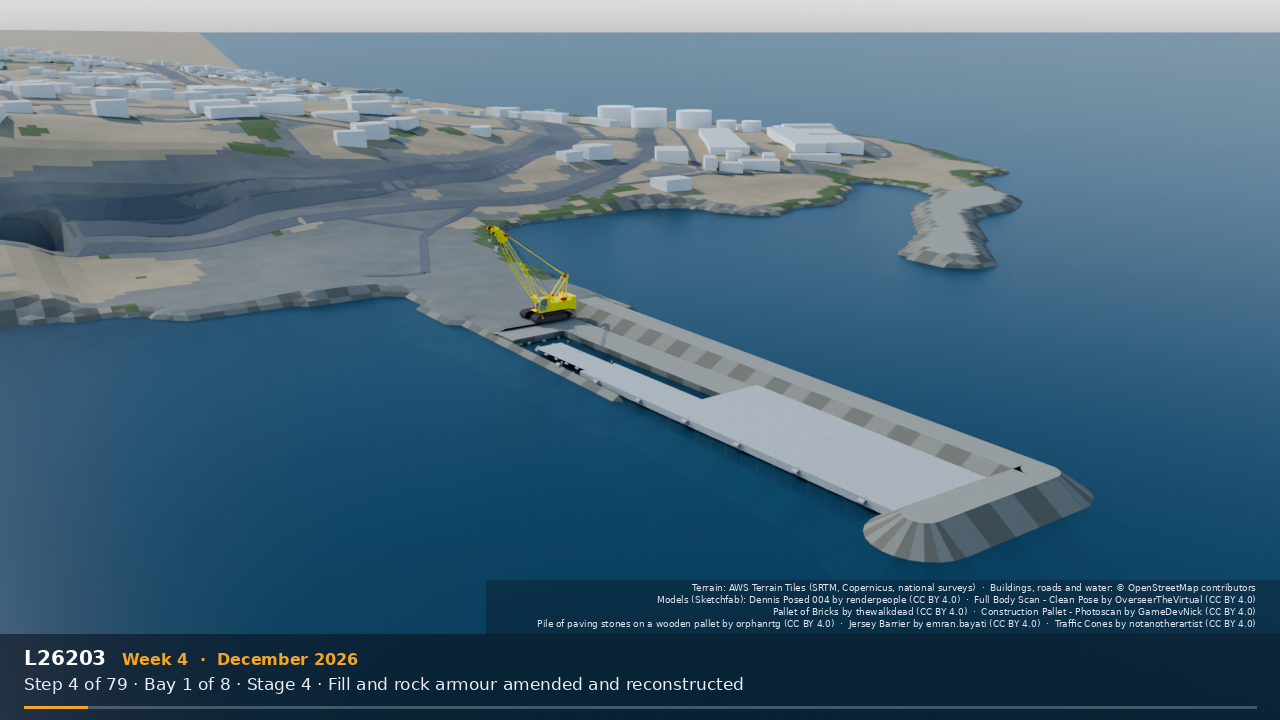 Terrain: AWS Terrain Tiles (SRTM, Copernicus, national surveys)  ·  Buildings, roads and water: © OpenStreetMap contributors
Models (Sketchfab): Dennis Posed 004 by renderpeople (CC BY 4.0)  ·  Full Body Scan - Clean Pose by OverseerTheVirtual (CC BY 4.0)
Pallet of Bricks by thewalkdead (CC BY 4.0)  ·  Construction Pallet - Photoscan by GameDevNick (CC BY 4.0)
Pile of paving stones on a wooden pallet by orphanrtg (CC BY 4.0)  ·  Jersey Barrier by emran.bayati (CC BY 4.0)  ·  Traffic Cones by notanotherartist (CC BY 4.0)
L26203  Week 4  ·  December 2026
Step 4 of 79 · Bay 1 of 8 · Stage 4 · Fill and rock armour amended and reconstructed